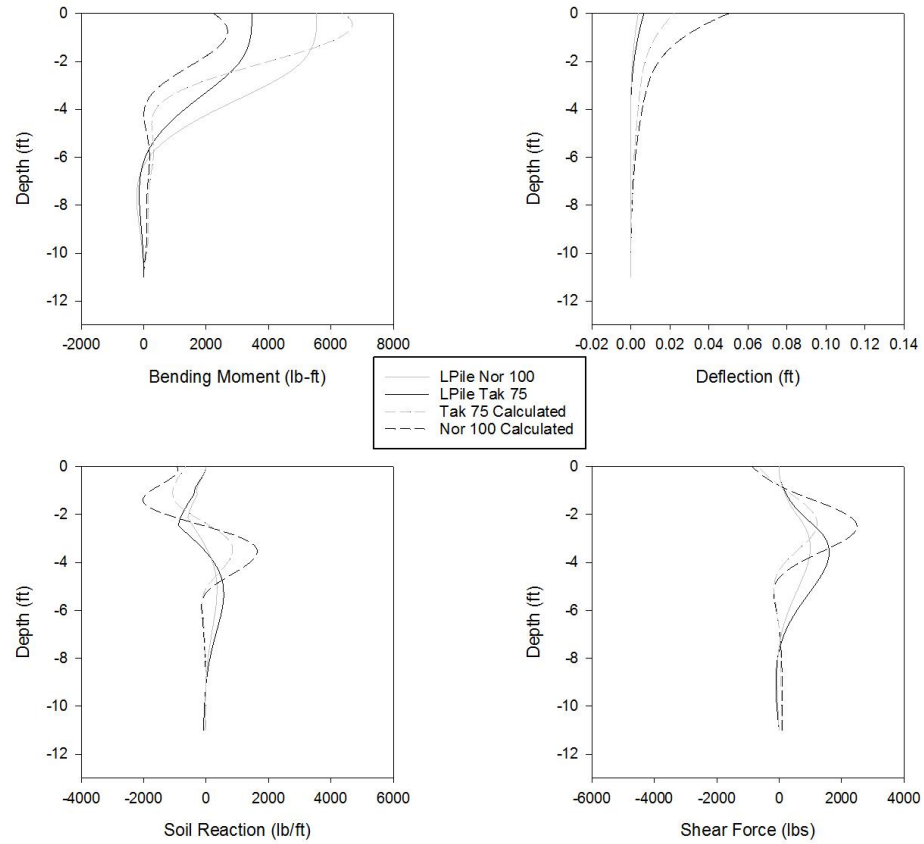 0
-2
-4
-6
-8
-10
-12
Depth (ft)
-2000 0 2000 4000 6000 8000
Bending Moment (lb-ft)
0
-2
-4
-6
-8
-10
-12
Depth (ft)
-0.02 0.00 0.02 0.04 0.06 0.08 0.10 0.12 0.14
Deflection (ft)
LPile Nor 100
LPile Tak 75
Tak 75 Calculated
Nor 100 Calculated
0
-2
-4
-6
-8
-10
-12
Depth (ft)
-4000 -2000 0 2000 4000 6000
Soil Reaction (lb/ft)
0
-2
-4
-6
-8
-10
-12
Depth (ft)
-6000 -4000 -2000 0 2000 4000
Shear Force (lbs)